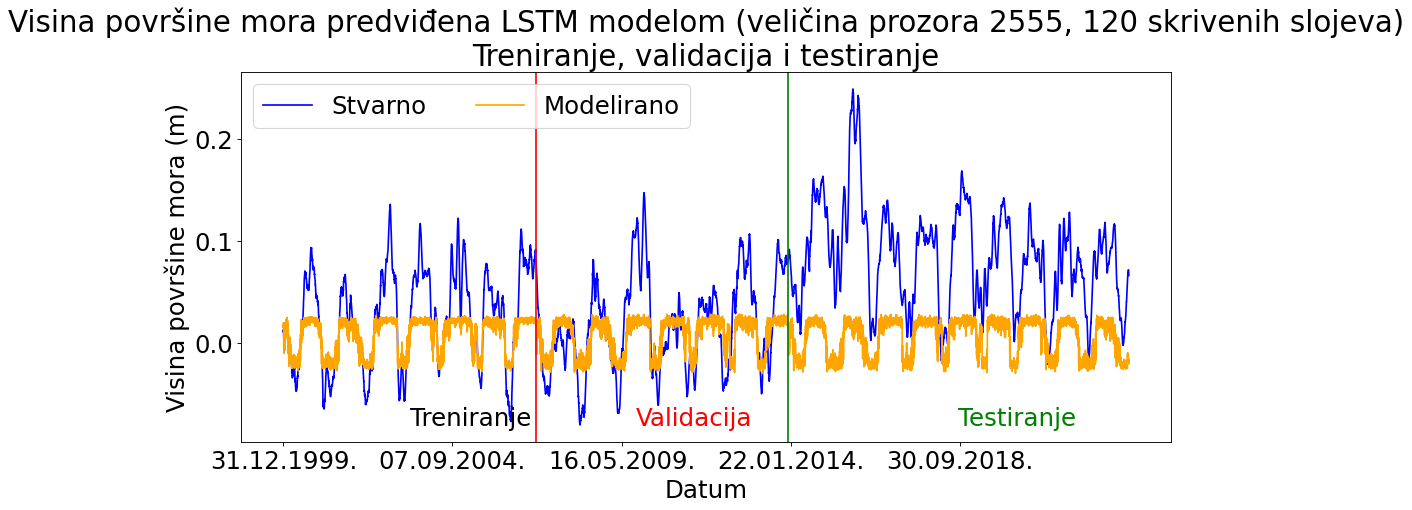 Visina površine mora predviđena LSTM modelom (veličina prozora 2555, 120 skrivenih slojeva)
Treniranje, validacija i testiranje
Stvarno
Modelirano
Visina površine mora (m)
0.2
0.1
0.0
Treniranje
Validacija
Testiranje
31.12.1999.
07.09.2004.
16.05.2009.
22.01.2014.
30.09.2018.
Datum